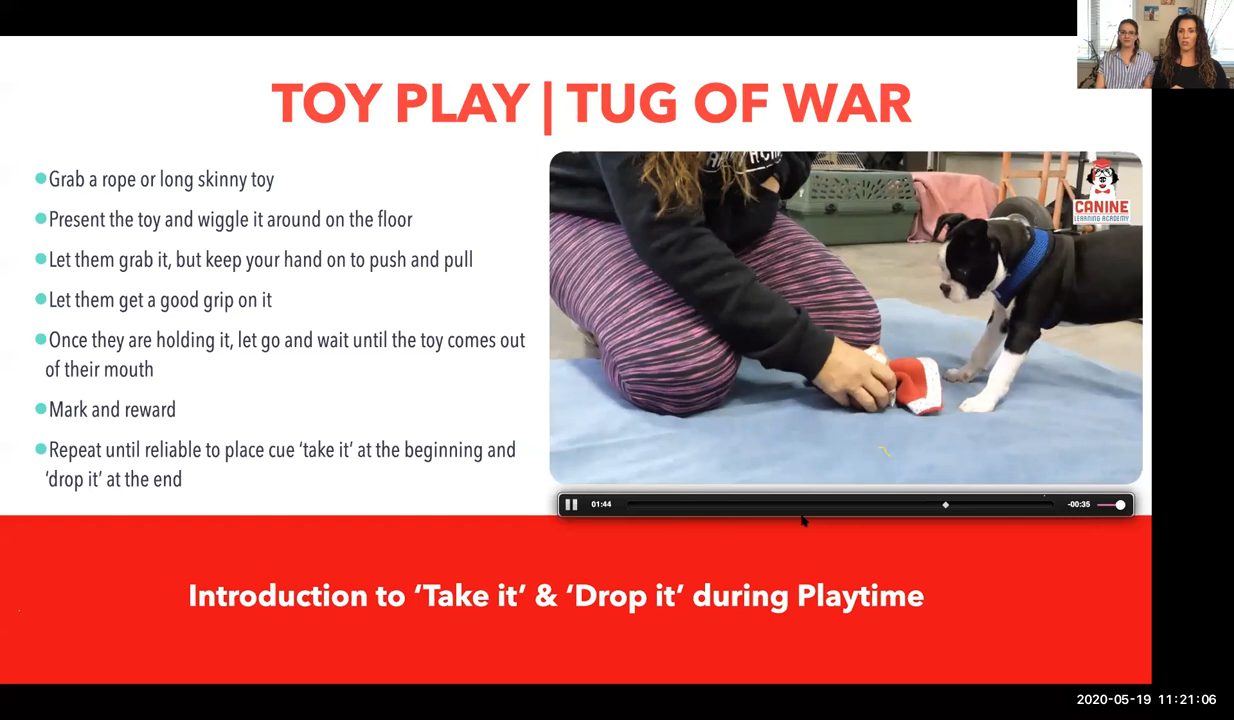 TOY PLAY | TUG OF WAR
●Grab a rope or long skinny toy
●Present the toy and wiggle it around on the floor
●Let them grab it, but keep your hand on to push and pull
●Let them get a good grip on it
●Once they are holding it, let go and wait until the toy comes out
of their mouth
●Mark and reward
●Repeat until reliable to place cue ‘take it’ at the beginning and
‘drop it’ at the end
CANINE
LEARNING ACADEMY
01:44
-00:35
Introduction to ‘Take it’ & ‘Drop it’ during Playtime
2020-05-19 11:21:06